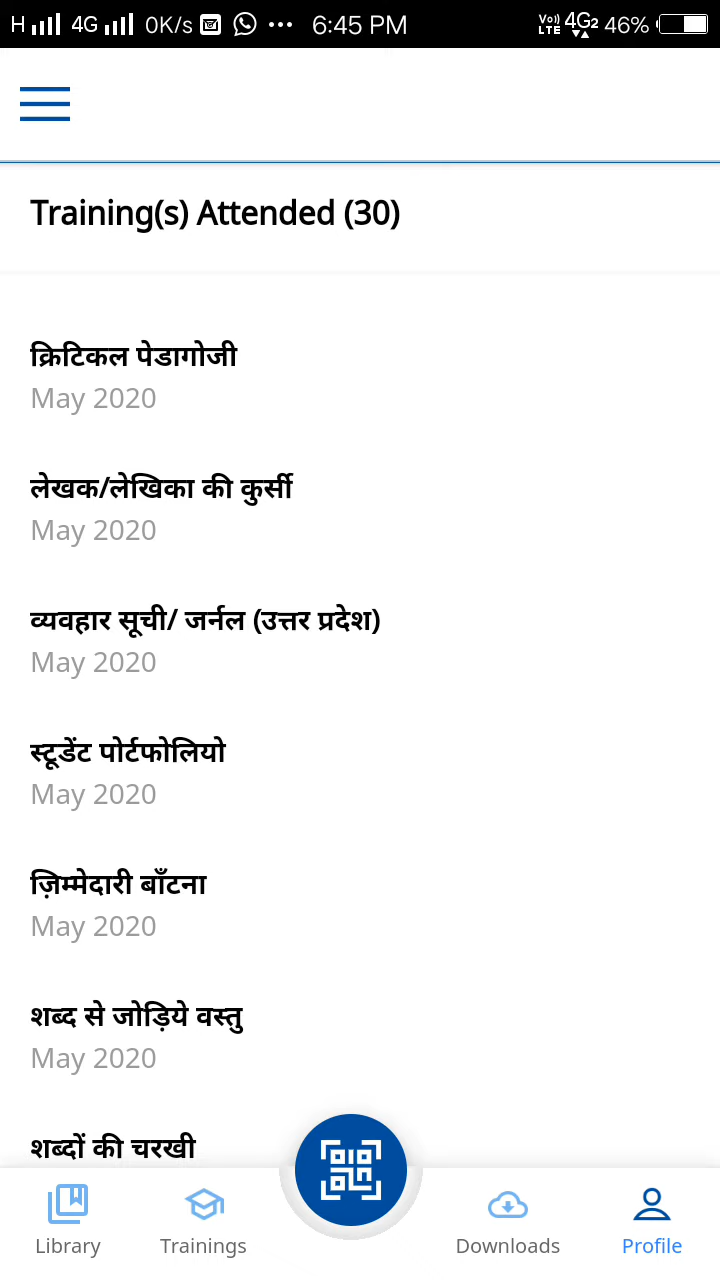 H 4G 0K/s ••• 6:45 PM Vo)) LTE 4G2 46%
Training(s) Attended (30)
क्रिटिकल पेडागोजी
May 2020
लेखक/लेखिका की कुर्सी
May 2020
व्यवहार सूची/ जर्नल (उत्तर प्रदेश)
May 2020
स्टूडेंट पोर्टफोलियो
May 2020
ज़िम्मेदारी बाँटना
May 2020
शब्द से जोड़िये वस्तु
May 2020
शब्दों की चरखी
Library Trainings Downloads Profile